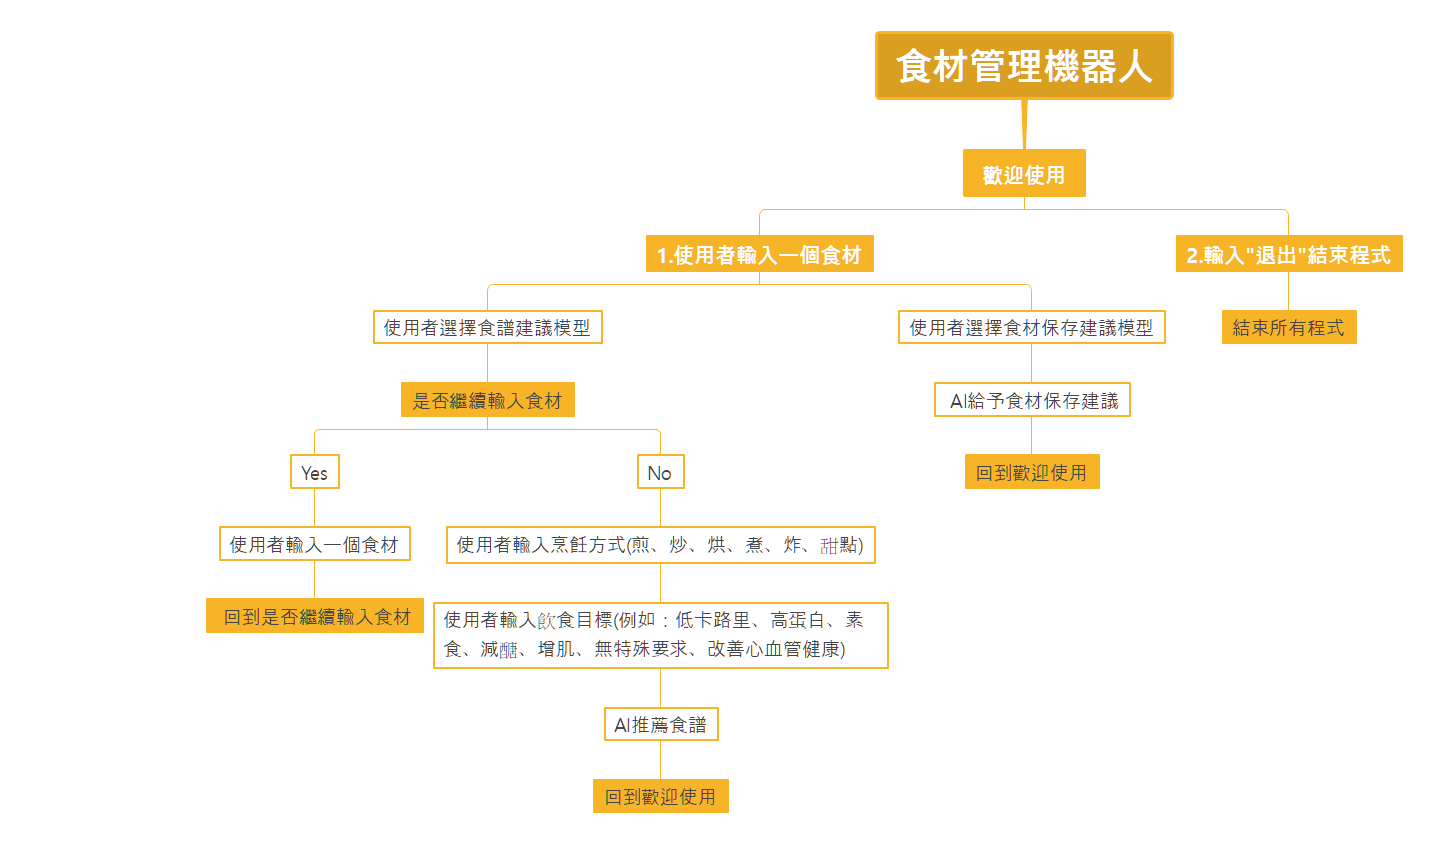 食材管理機器人
歡迎使用
1.使用者輸入一個食材
2.輸入"退出"結束程式
使用者選擇食譜建議模型
使用者選擇食材保存建議模型
結束所有程式
是否繼續輸入食材
AI給予食材保存建議
Yes
No
回到歡迎使用
使用者輸入一個食材
使用者輸入烹飪方式(煎、炒、烘、煮、炸、甜點)
回到是否繼續輸入食材
使用者輸入飲食目標(例如：低卡路里、高蛋白、素
食、減醣、增肌、無特殊要求、改善心血管健康)
AI推薦食譜
回到歡迎使用